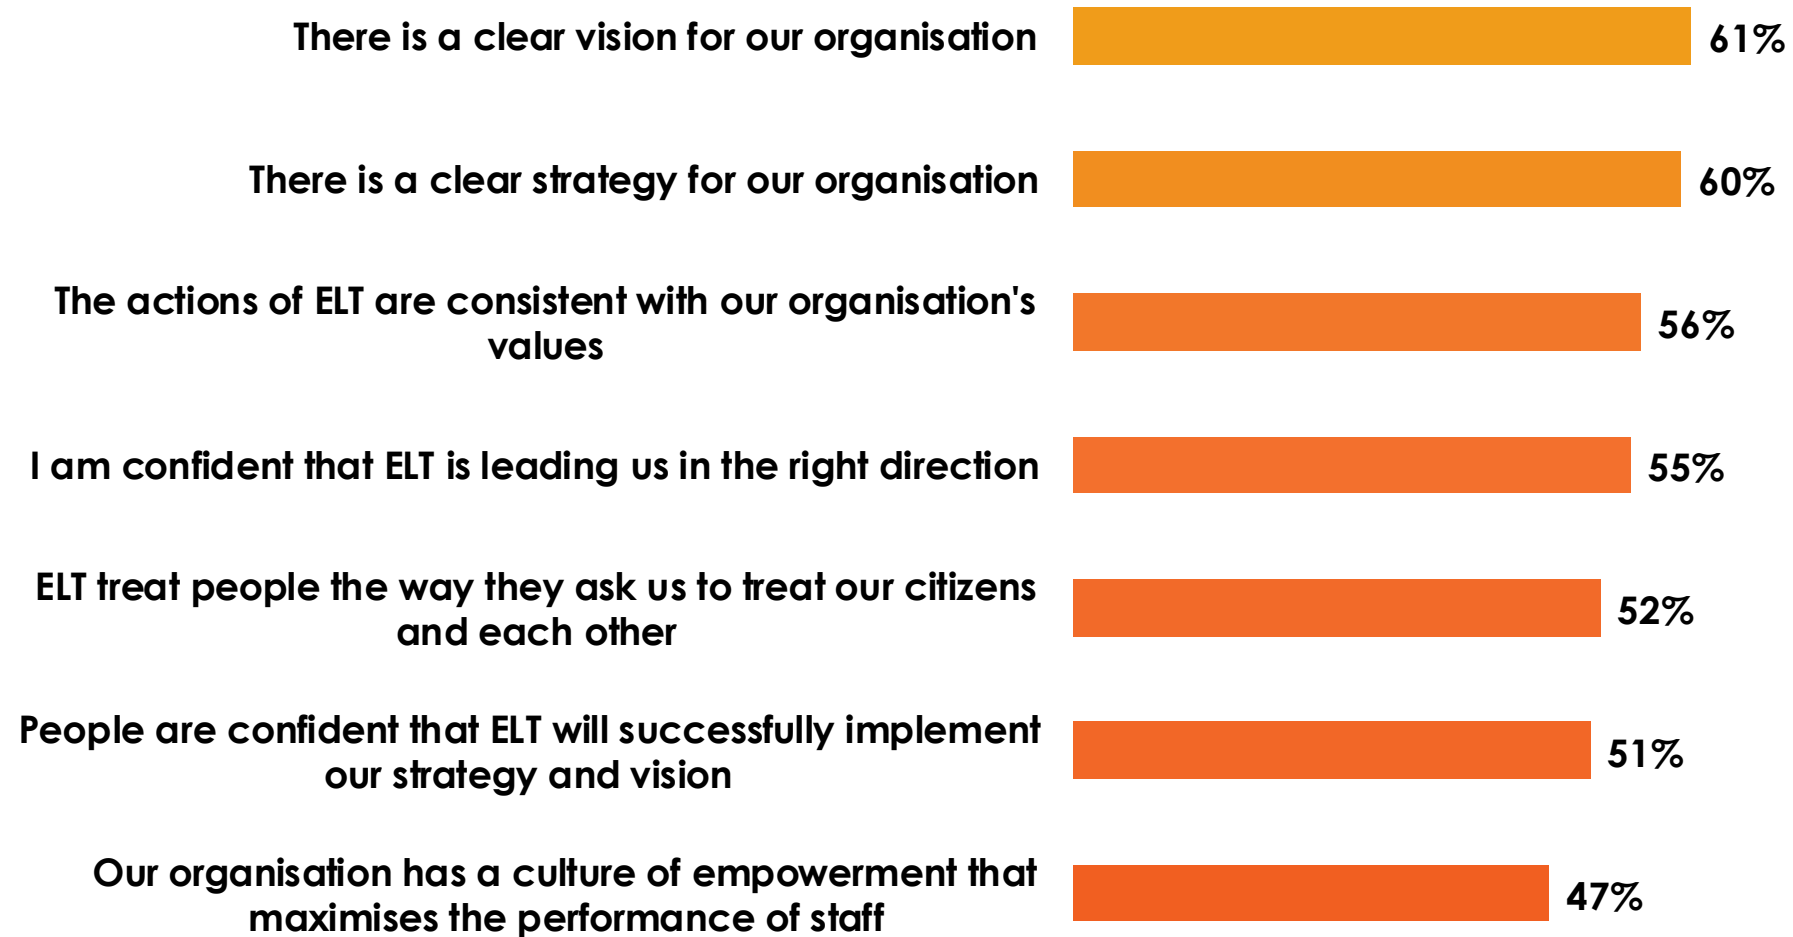 There is a clear vision for our organisation
61%
There is a clear strategy for our organisation
60%
The actions of ELT are consistent with our organisation's
values
56%
I am confident that ELT is leading us in the right direction
55%
ELT treat people the way they ask us to treat our citizens
and each other
52%
People are confident that ELT will successfully implement
our strategy and vision
51%
Our organisation has a culture of empowerment that
maximises the performance of staff
47%